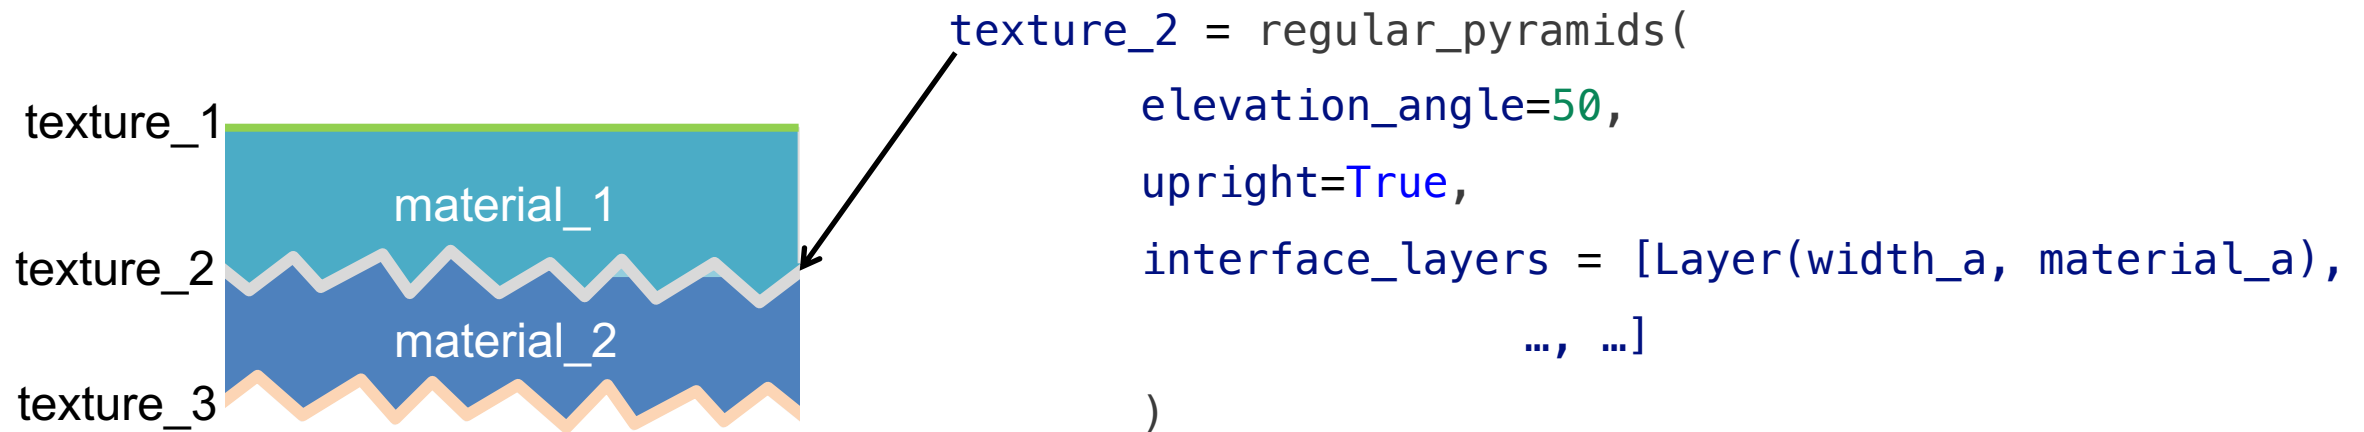 texture_2 = regular_pyramids(
elevation_angle=50,
texture_1
upright=True,
material_1
interface_layers = [Layer(width_a, material_a),
texture_2
…, …]
material_2
texture_3
)